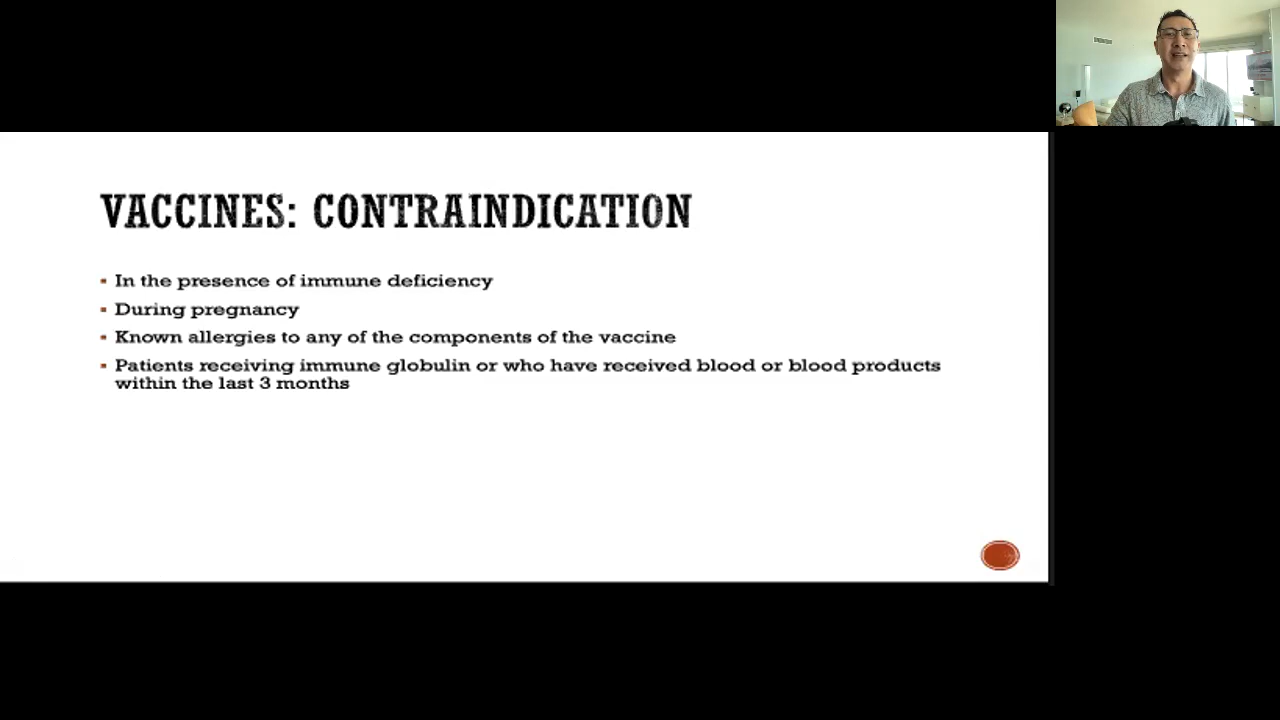 VACCINES: CONTRAINDICATION
▪ In the presence of immune deficiency
▪ During pregnancy
▪ Known allergies to any of the components of the vaccine
▪ Patients receiving immune globulin or who have received blood or blood products
within the last 3 months